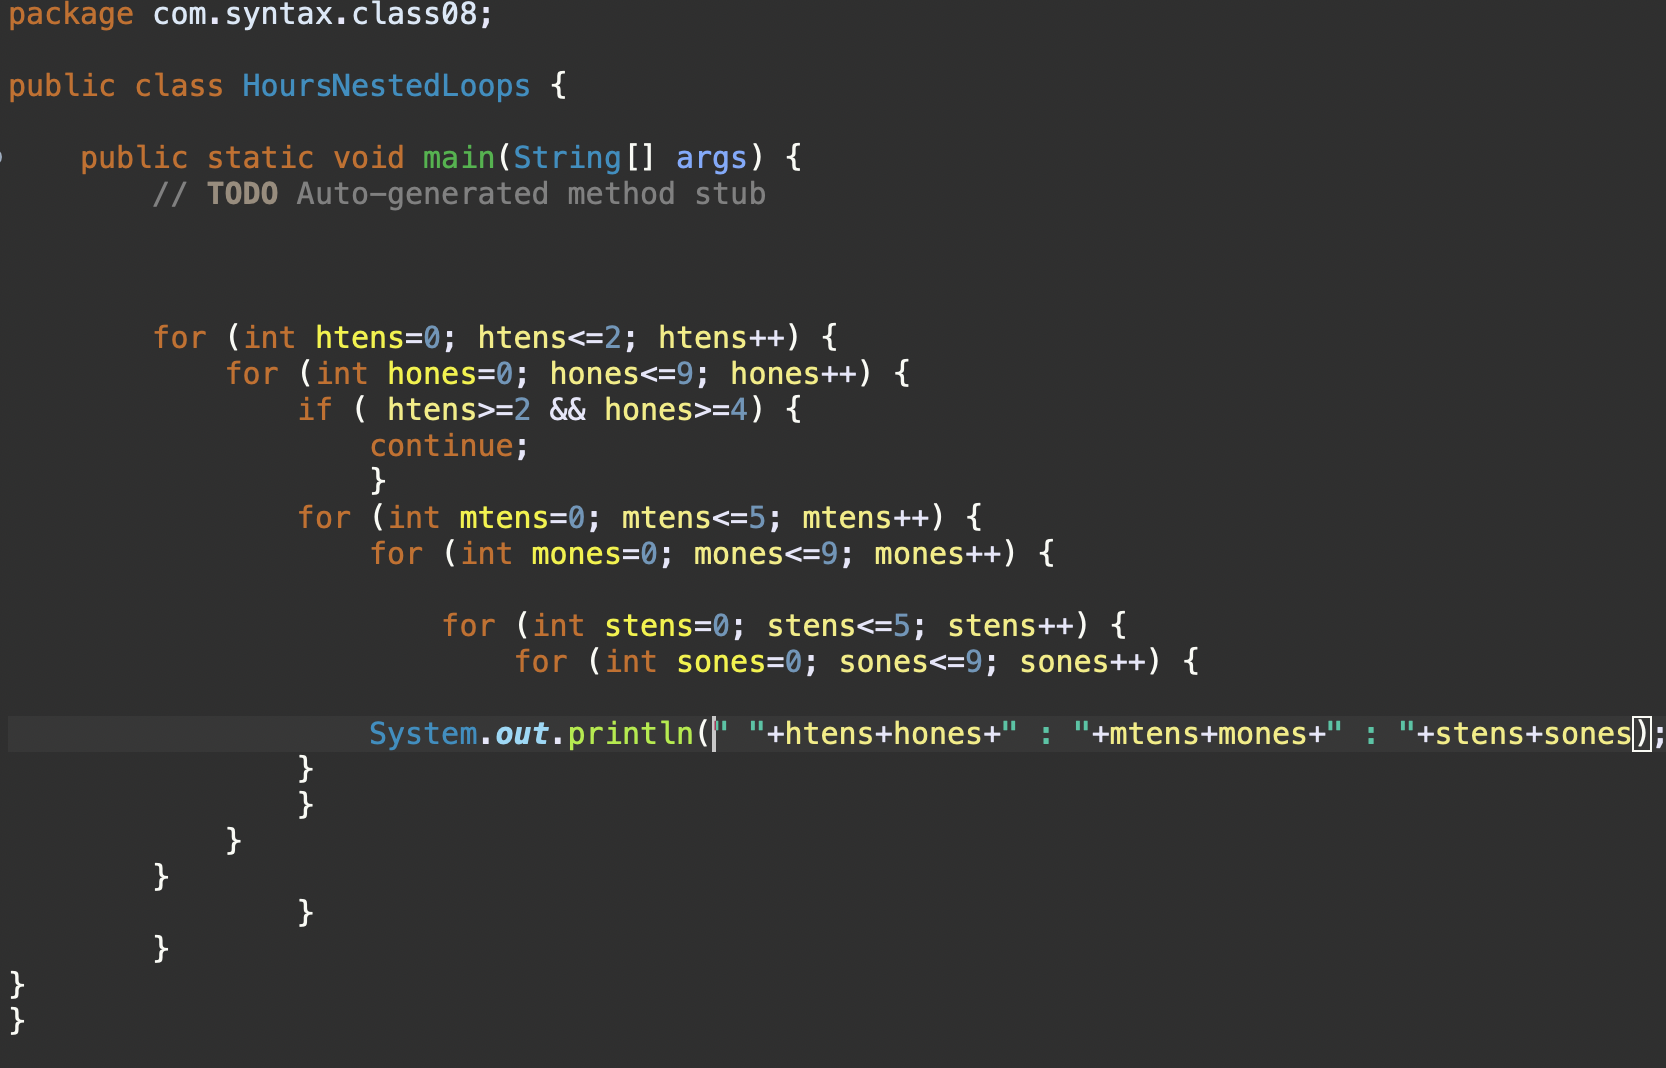 package com.syntax.class08;
public class HoursNestedLoops {
public static void main(String[] args) {
// TODO Auto-generated method stub
for (int htens=0; htens<=2; htens++) {
for (int hones=0; hones<=9; hones++) {
if ( htens>=2 && hones>=4) {
continue;
}
for (int mtens=0; mtens<=5; mtens++) {
for (int mones=0; mones<=9; mones++) {
for (int stens=0; stens<=5; stens++) {
for (int sones=0; sones<=9; sones++) {
System.out.println(" "+htens+hones+" : "+mtens+mones+" : "+stens+sones);
}
}
}
}
}
}
}
}